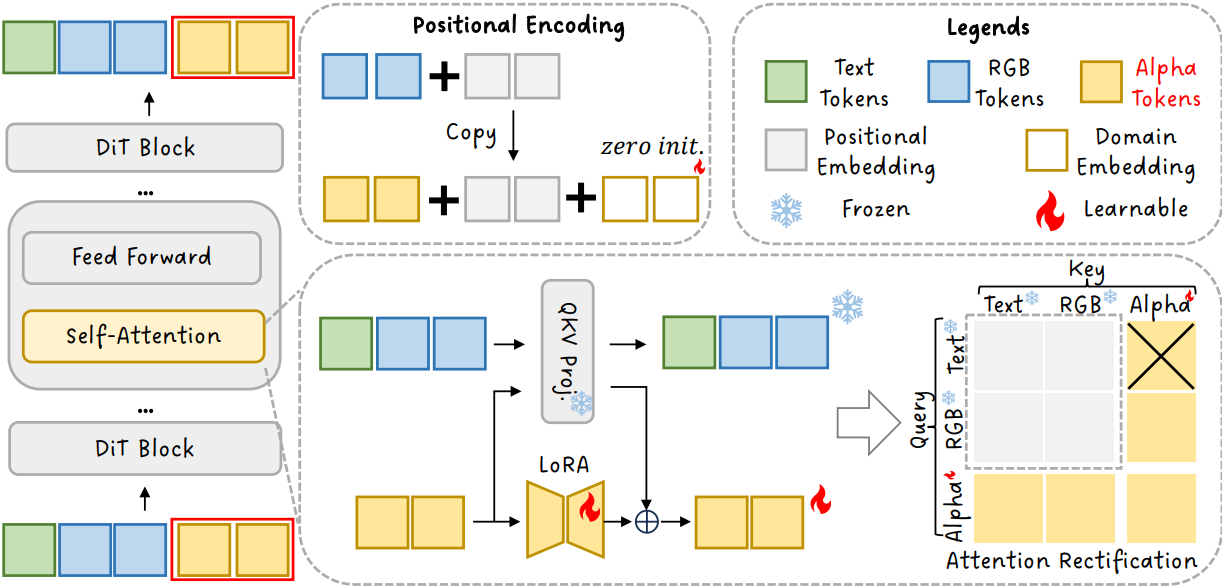 Positional Encoding
Copy
zero init.
Legends
Text
Tokens
RGB
Tokens
Alpha
Tokens
Positional
Embedding
Domain
Embedding
Frozen
Learnable
DiT Block
...
Feed Forward
Self-Attention
...
DiT Block
QKV Proj.
LoRA
Key
Text
RGB
Alpha
Query
Text
RGB
Alpha
Attention Rectification